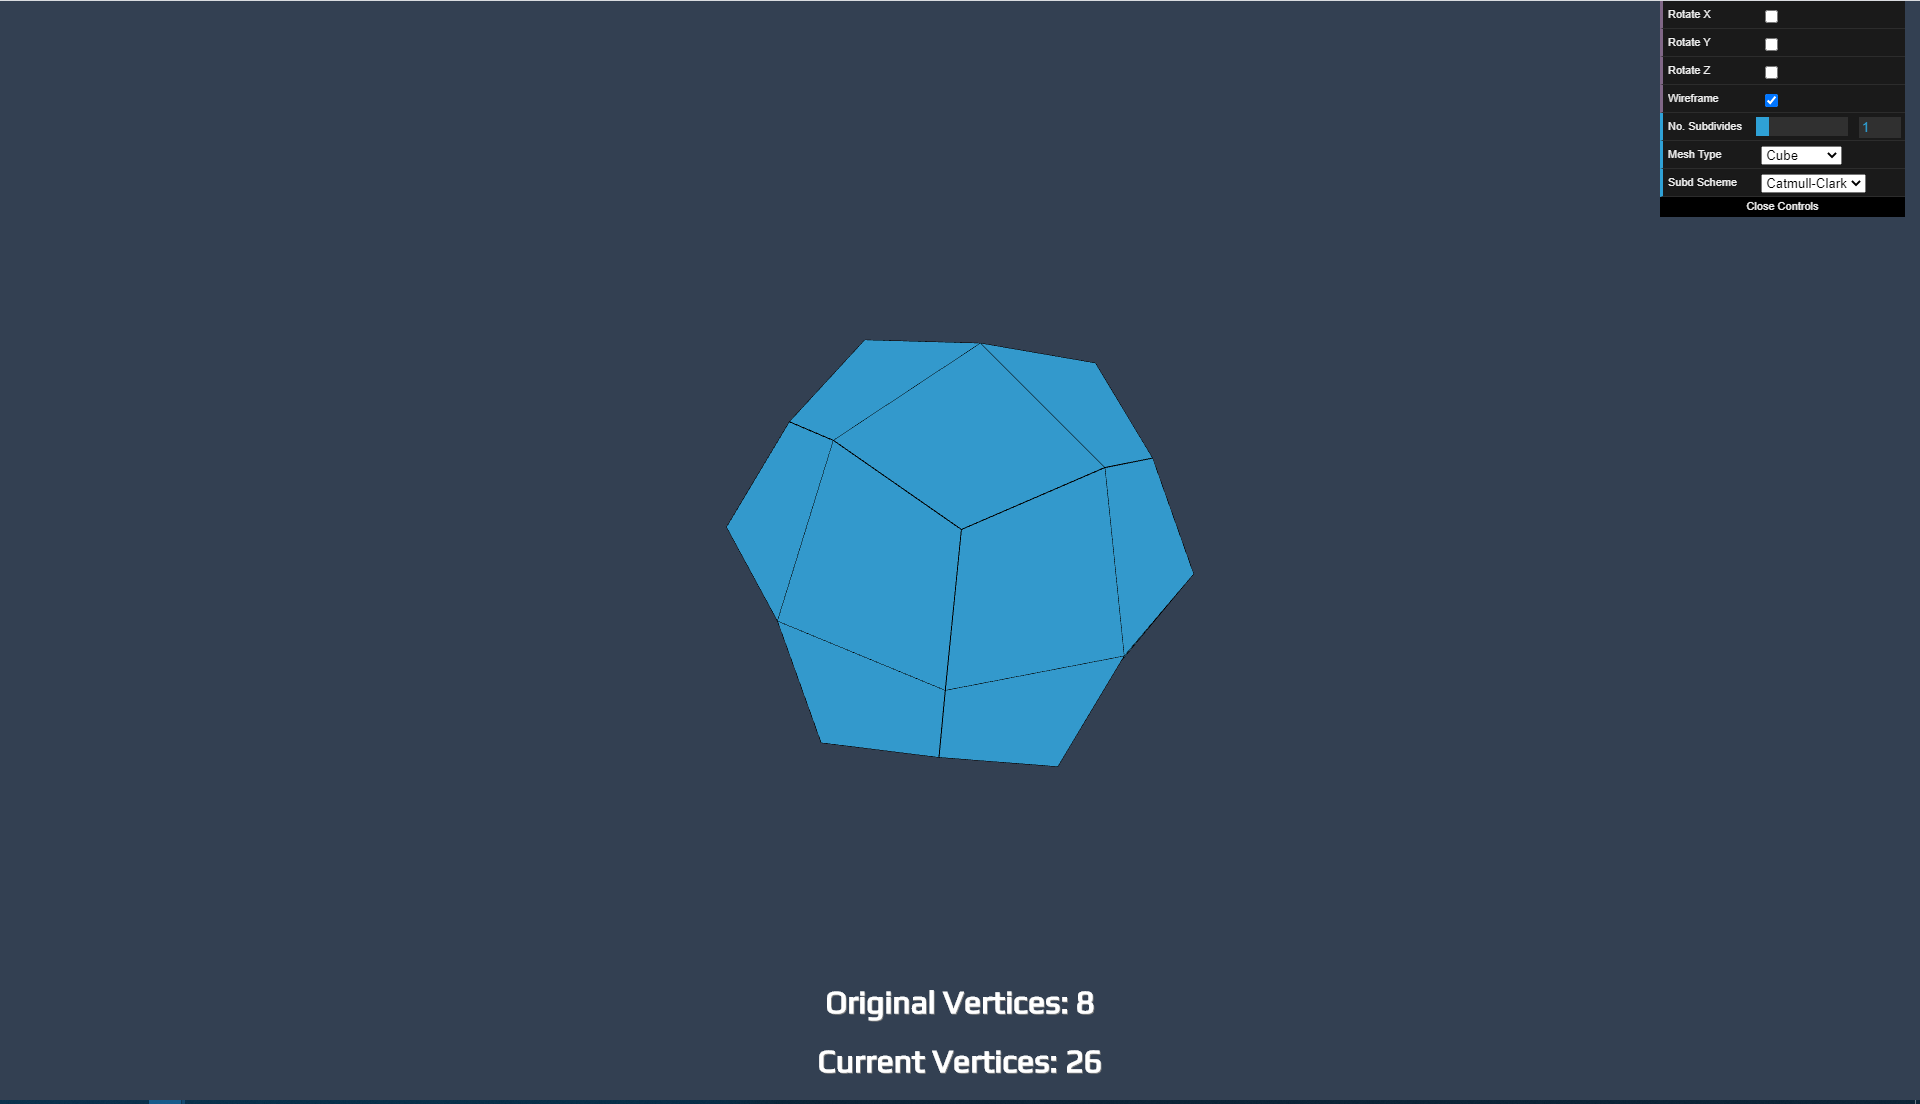 Rotate X
Rotate Y
Rotate Z
Wireframe
No. Subdivides 1
Mesh Type Cube
Subd Scheme Catmull-Clark
Close Controls
Original Vertices: 8
Current Vertices: 26